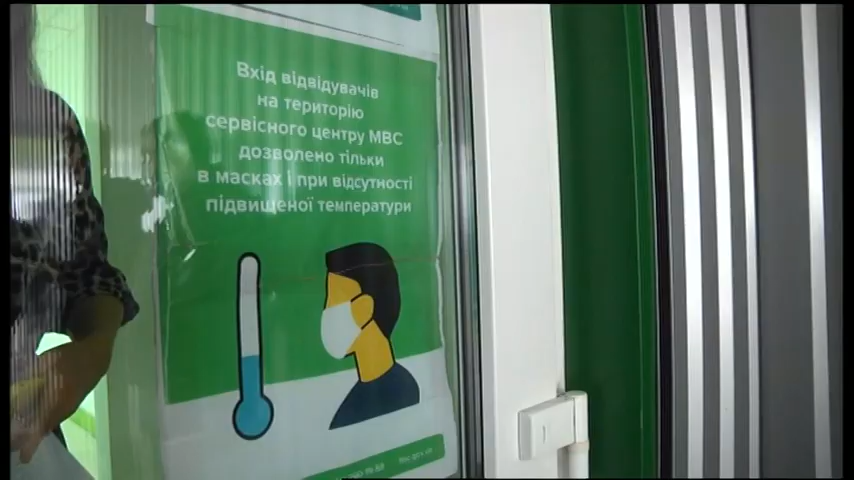 Вхід відвідувачів
на територію
сервісного центру МВС
дозволено тільки
в масках і при відсутності
підвищеної температури